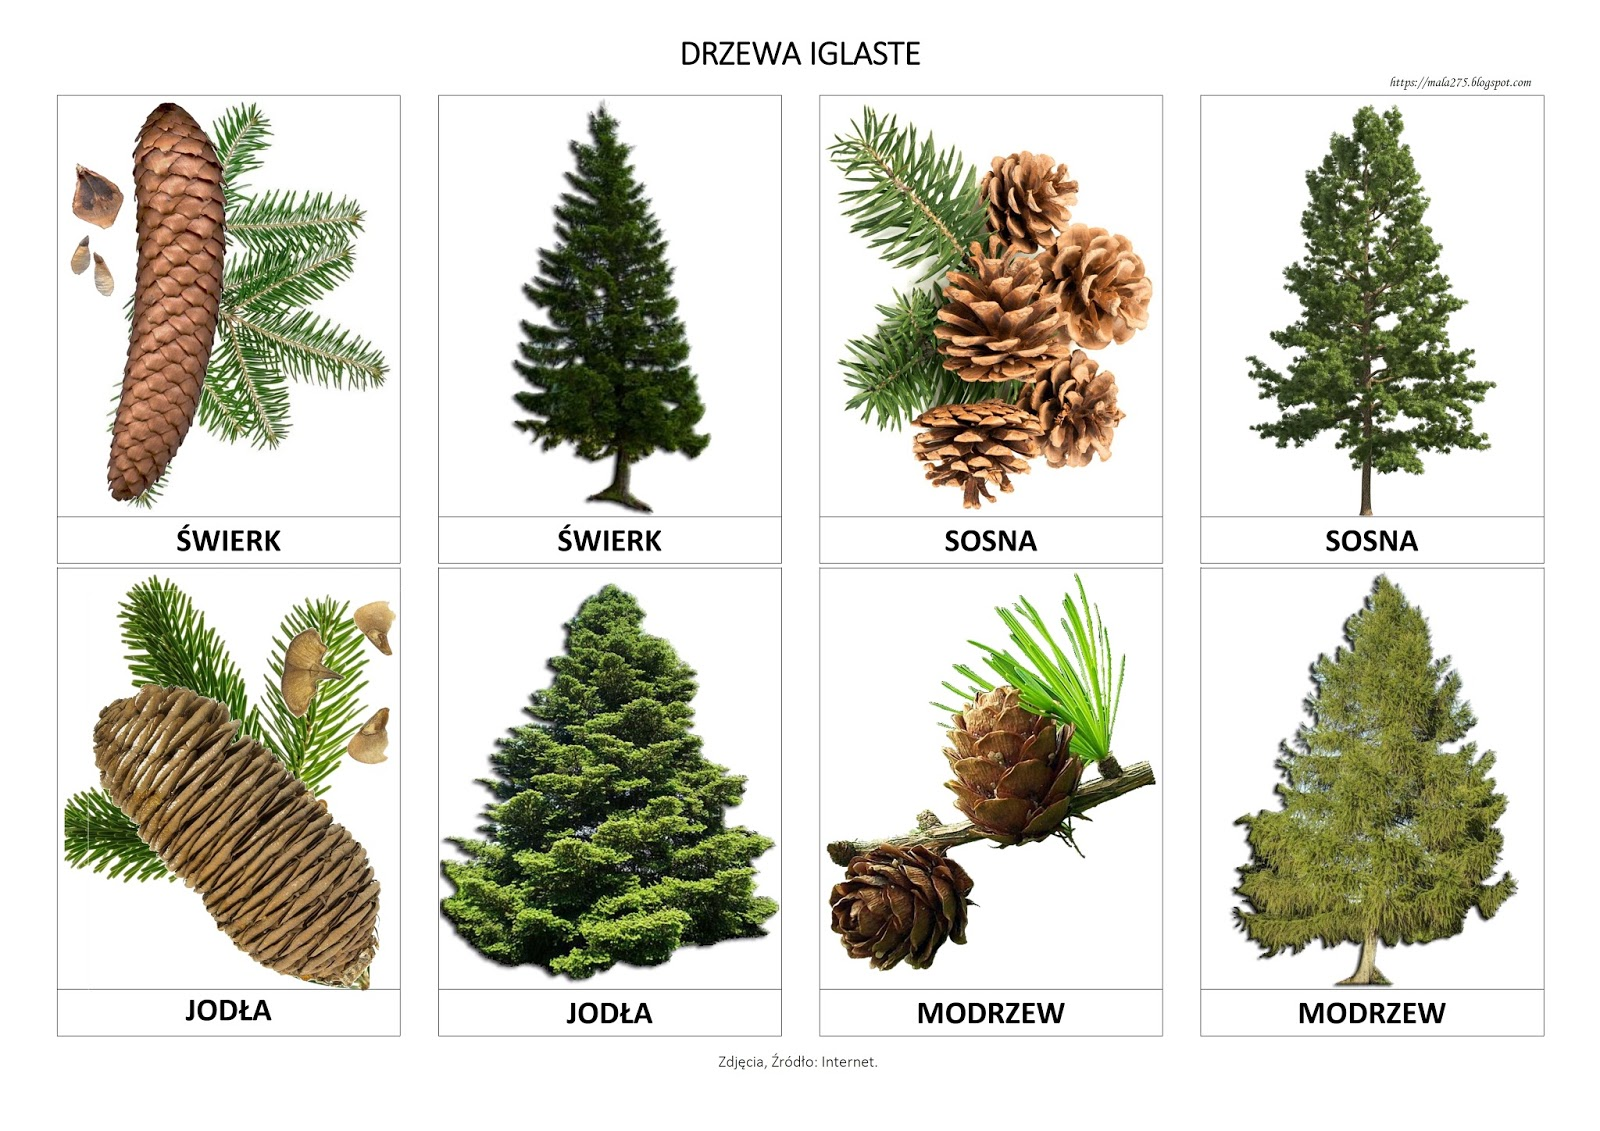 DRZEWA IGLASTE
https://mala275.blogspot.com
ŚWIERK
ŚWIERK
SOSNA
SOSNA
JODŁA
JODŁA
MODRZEW
MODRZEW
Zdjęcia, Źródło: Internet.